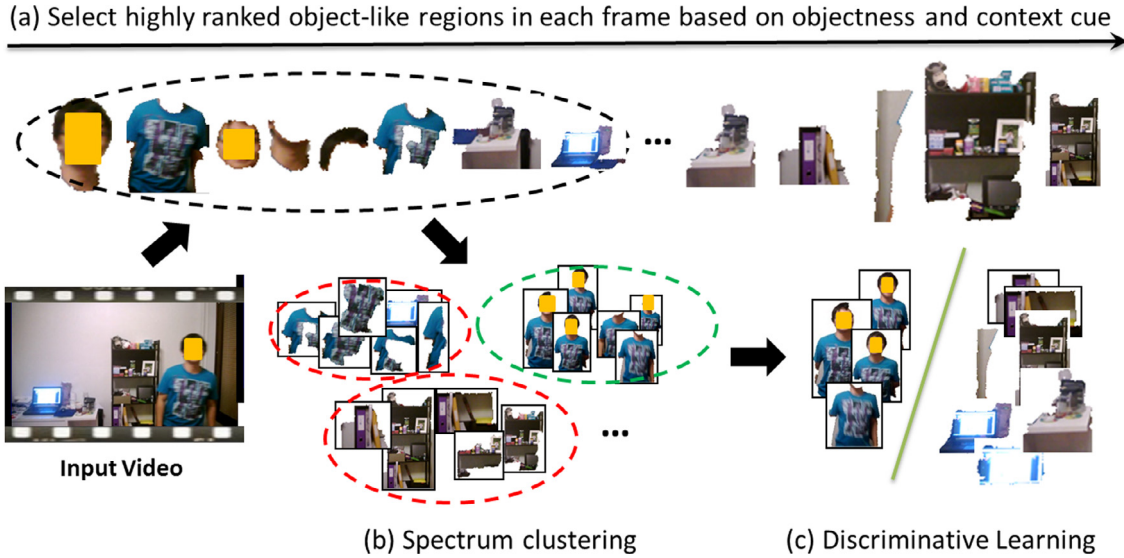 (a) Select highly ranked object-like regions in each frame based on objectness and context cue
...
...
Input Video
(b) Spectrum clustering
(c) Discriminative Learning